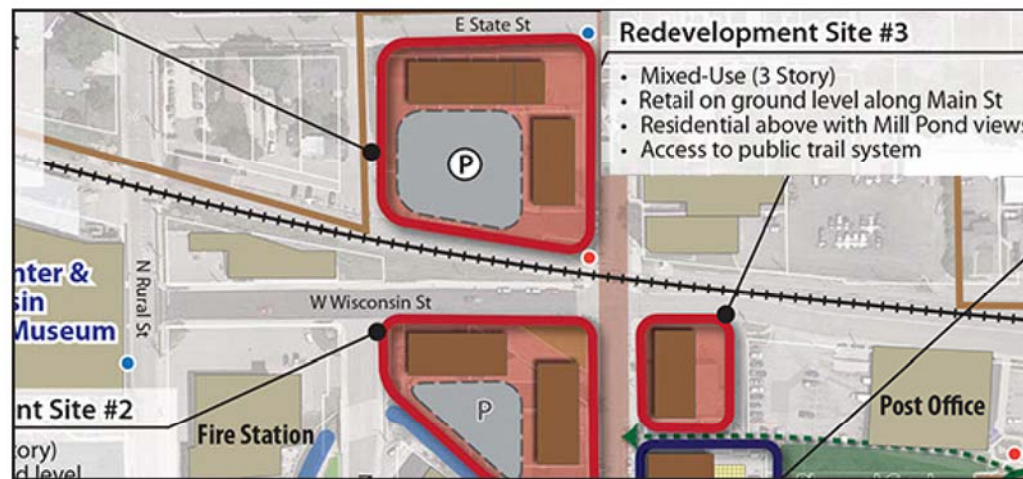 E State St
Redevelopment Site #3
• Mixed-Use (3 Story)
• Retail on ground level along Main St
• Residential above with Mill Pond views
• Access to public trail system
P
N Rural St
W Wisconsin St
nter &
sin
Museum
nt Site #2
ory)
nd level
Fire Station
P
Post Office